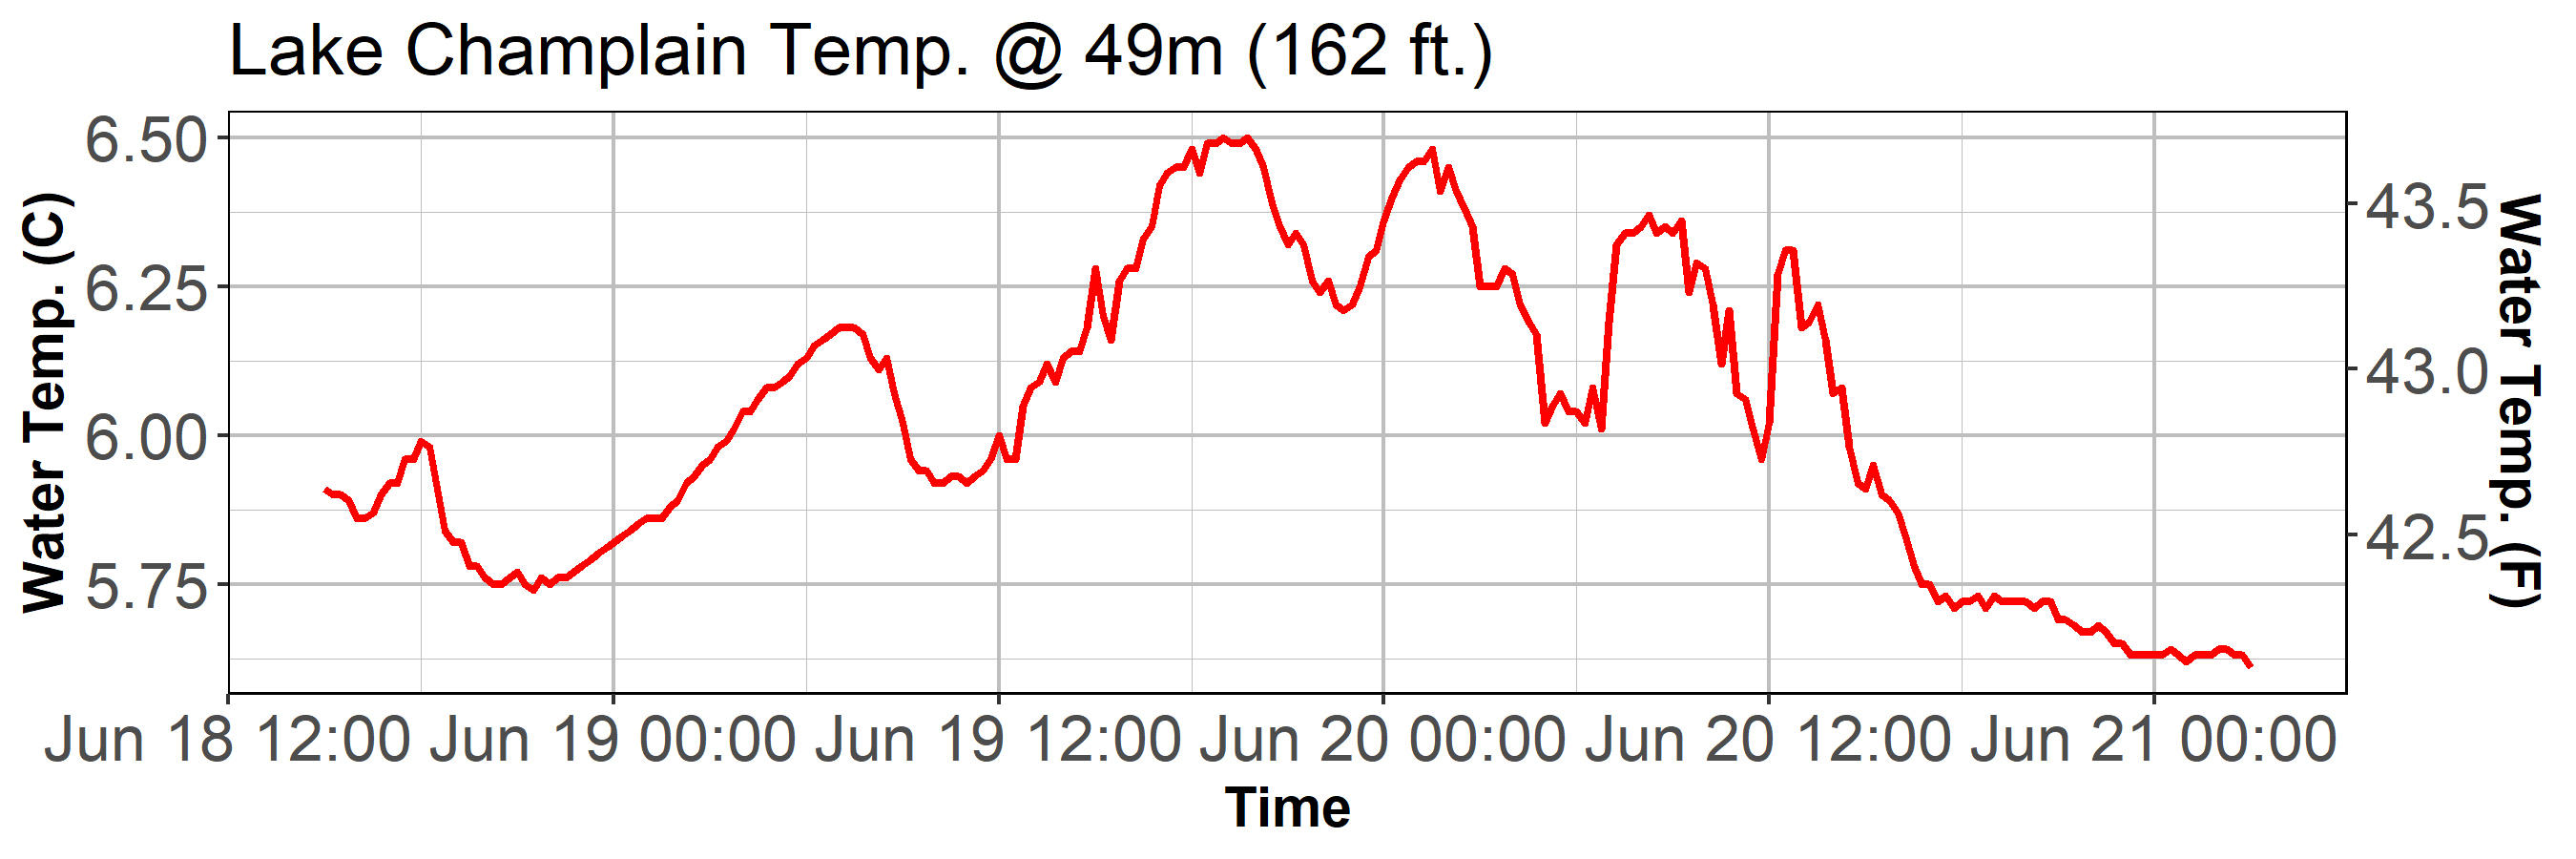 Lake Champlain Temp. @ 49m (162 ft.)
Water Temp. (C)
6.50
6.25
6.00
5.75
43.5
43.0
42.5
Water Temp. (F)
Jun 18 12:00 Jun 19 00:00 Jun 19 12:00 Jun 20 00:00 Jun 20 12:00 Jun 21 00:00
Time